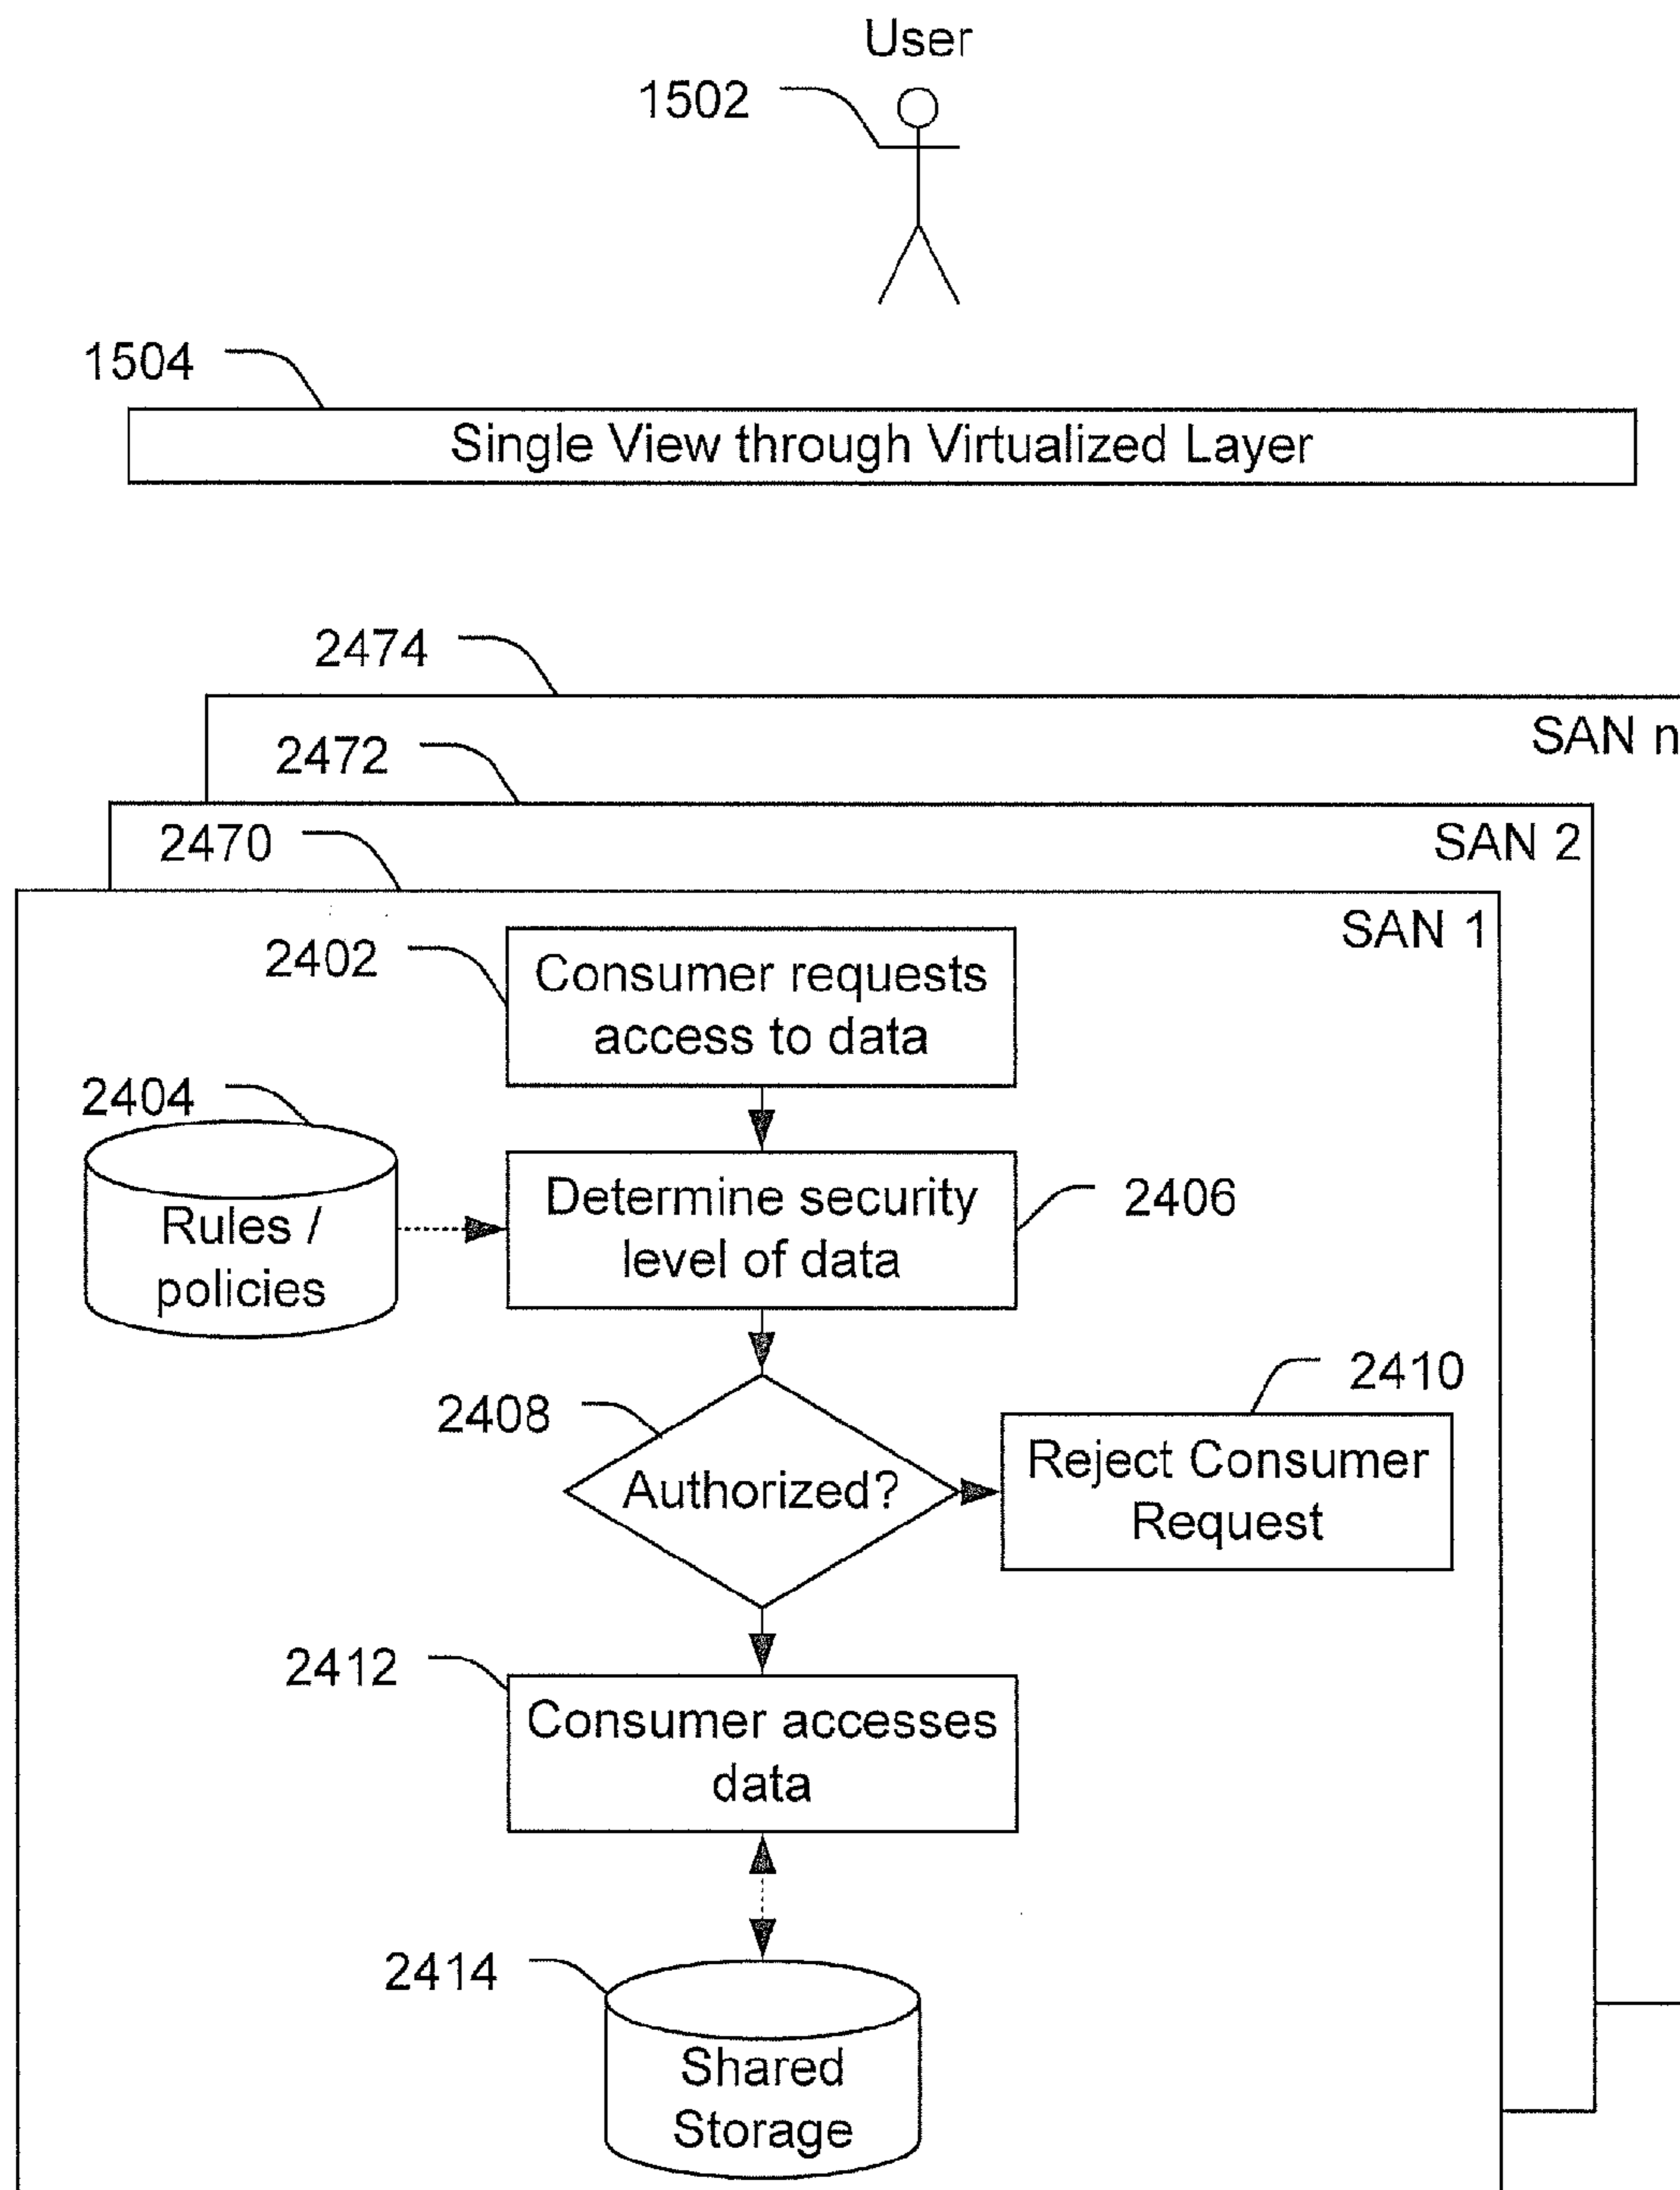 User
1502
1504
Single View through Virtualized Layer
2474
SAN n
2472
SAN 2
2470
SAN 1
2402
Consumer requests
access to data
2404
Rules /
policies
Determine security
level of data
2406
2408
Authorized?
2410
Reject Consumer
Request
2412
Consumer accesses
data
2414
Shared
Storage